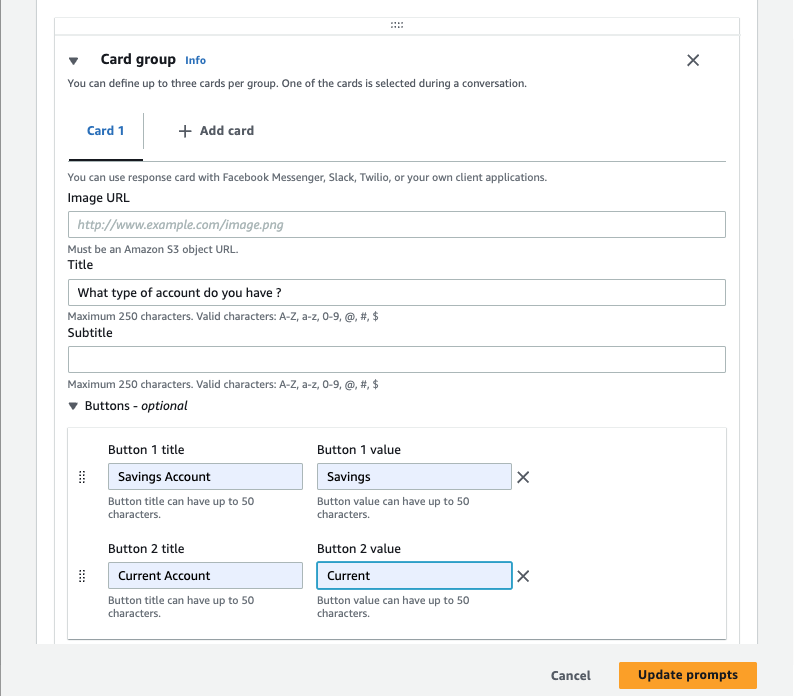 Card group Info
You can define up to three cards per group. One of the cards is selected during a conversation.
Card 1
Add card
You can use response card with Facebook Messenger, Slack, Twilio, or your own client applications.
Image URL
http://www.example.com/image.png
Must be an Amazon S3 object URL.
Title
What type of account do you have ?
Maximum 250 characters. Valid characters: A-Z, a-z, 0-9, @, #, $
Subtitle
Maximum 250 characters. Valid characters: A-Z, a-z, 0-9, @, #, $
Buttons - optional
Button 1 title
Button 1 value
Savings Account
Savings
Button title can have up to 50
characters.
Button value can have up to 50
characters.
Button 2 title
Button 2 value
Current Account
Current
Button title can have up to 50
characters.
Button value can have up to 50
characters.
Cancel
Update prompts